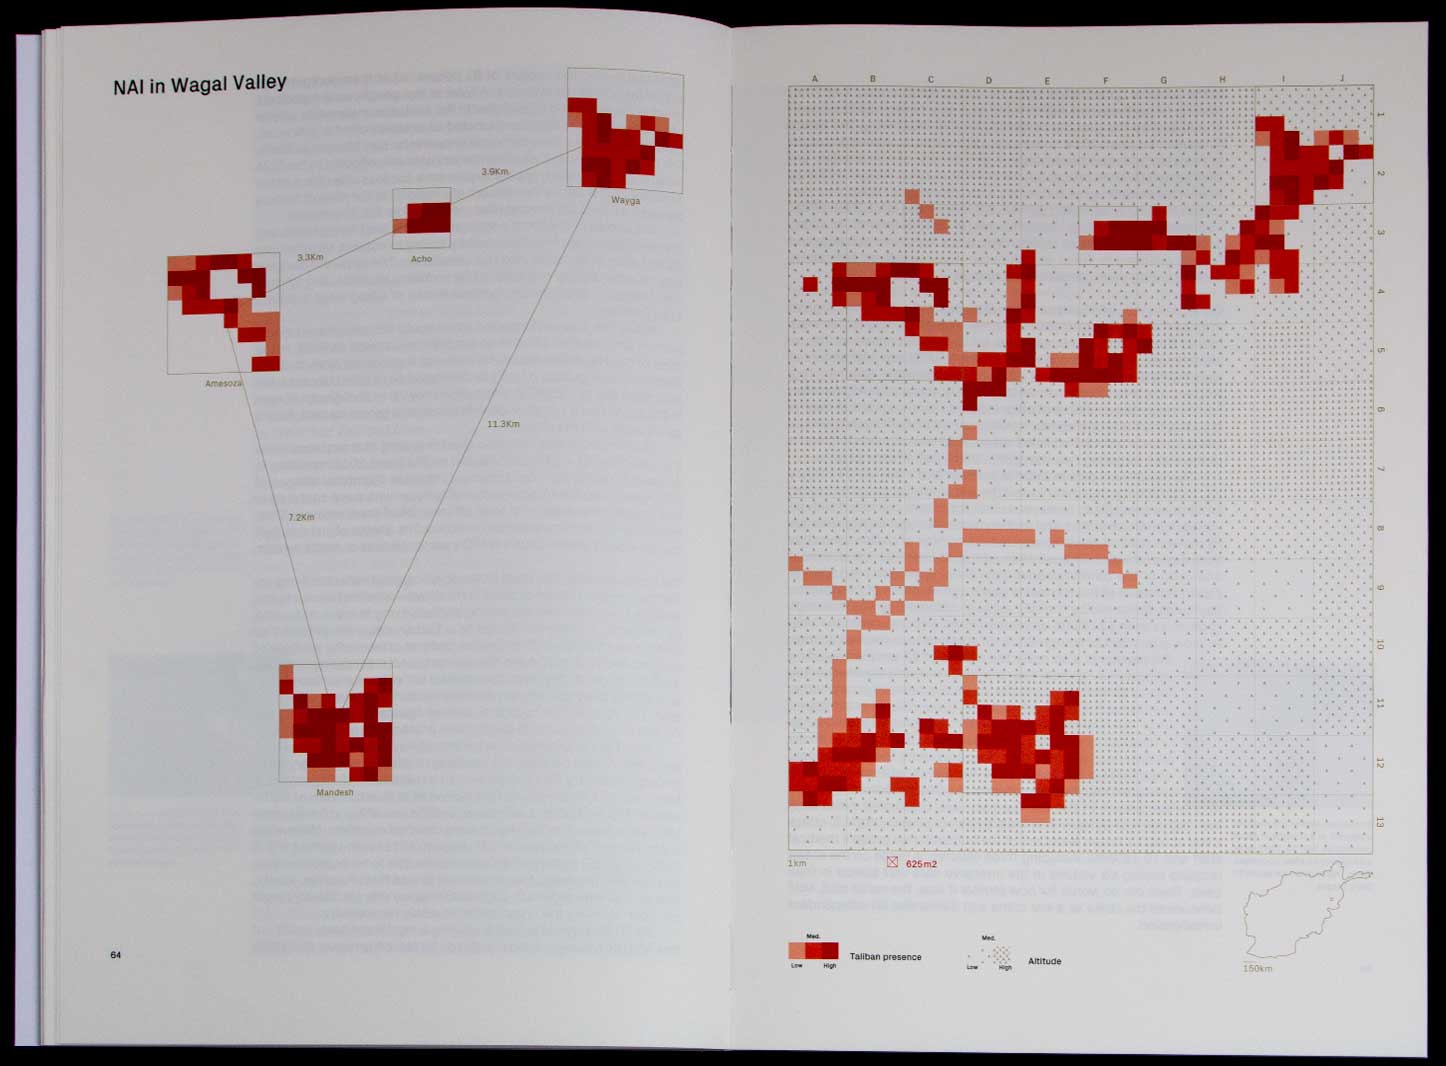 NAI in Wagal Valley
3.9Km
Wayga
3.3Km
Acho
Amesoza
11.3Km
7.2Km
Mandesh
64
A B C D E F G H I J
1
2
3
4
5
6
7
8
9
10
11
12
13
1km
625m2
Med.
Low High
Taliban presence
Med.
Low High
Altitude
150km